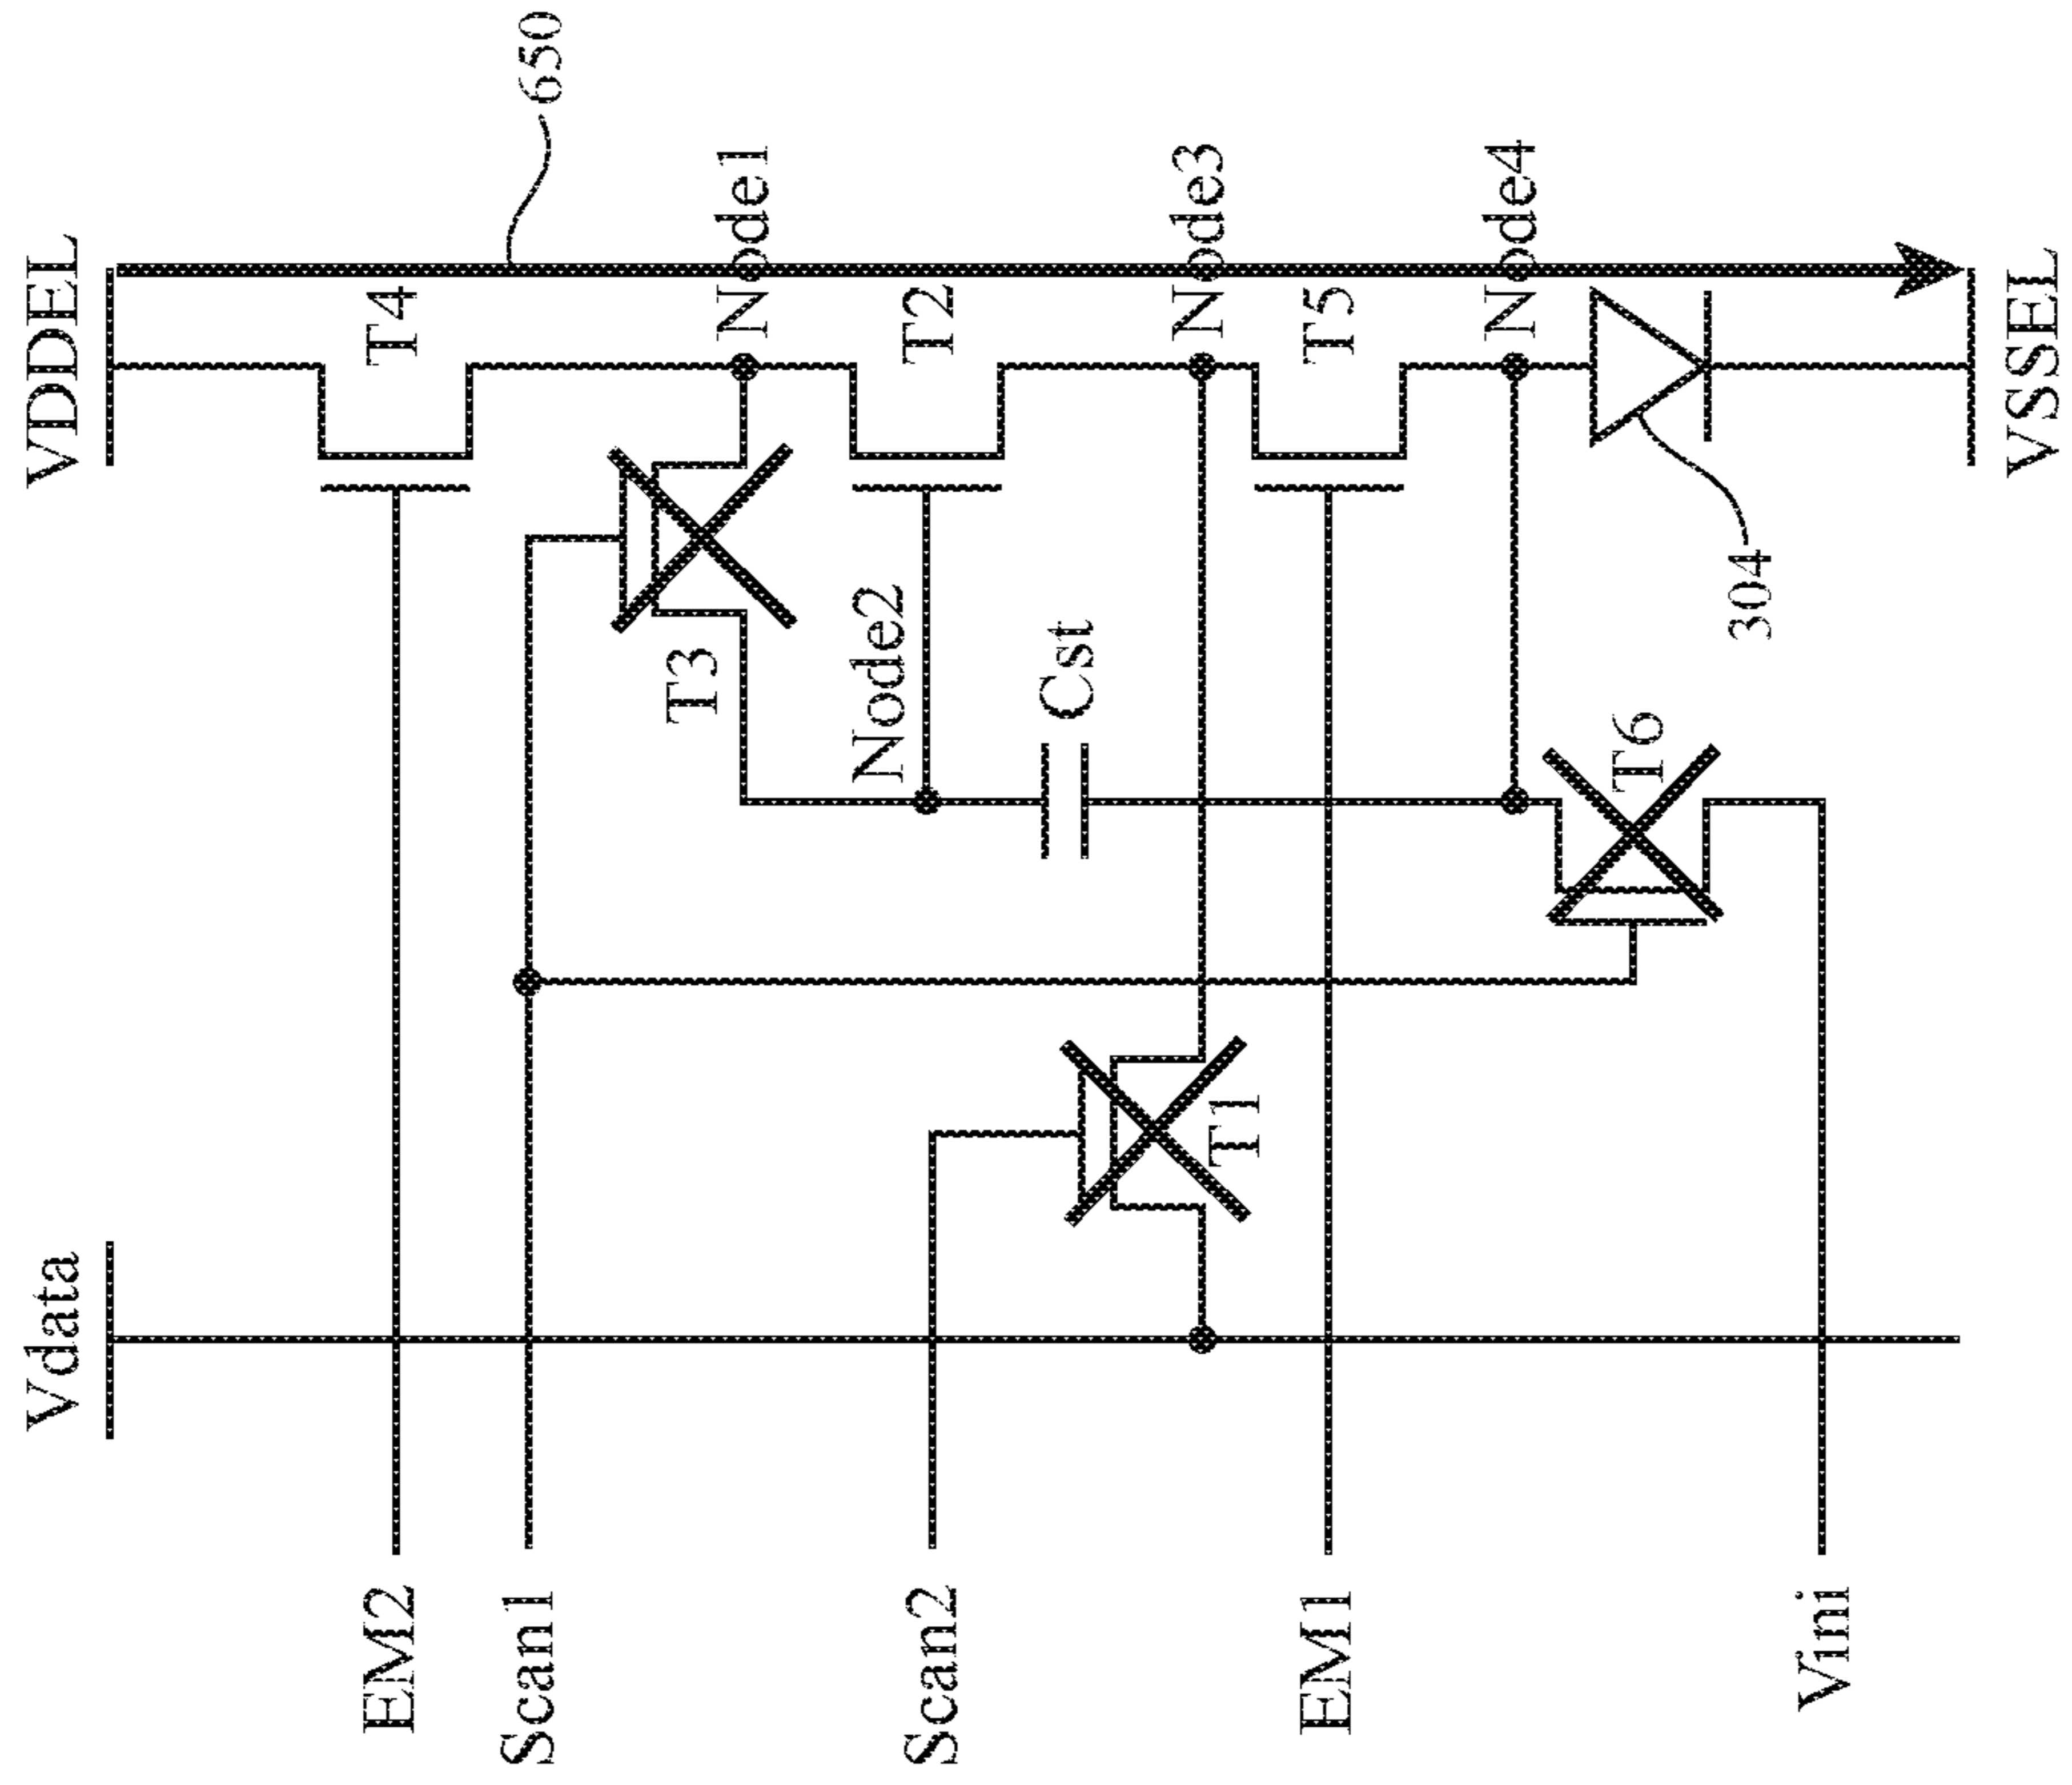 VDDEL
650
T4
Node1
T3
T2
Node2
Cst
Node3
T5
Node4
304
T6
VSSEL
T1
Vdata
EM2
Scan1
Scan2
EM1
Vini